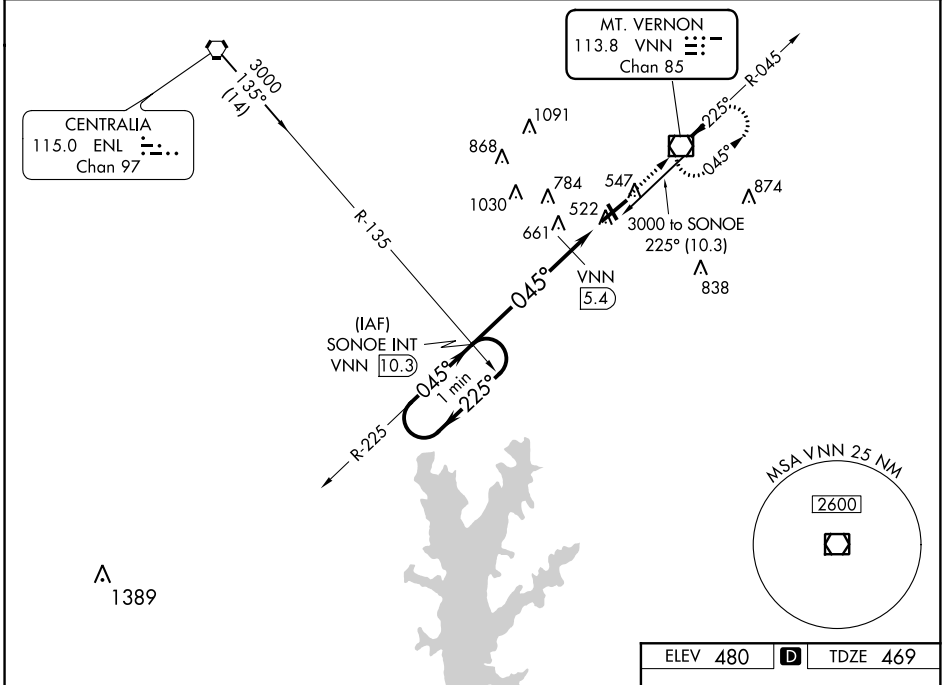 3000
135°
(14)
CENTRALIA
115.0 ENL
Chan 97
MT. VERNON
113.8 VNN
Chan 85
R-045
225°
045°
1091
868
1030
784
547
522
661
874
3000 to SONOE
225° (10.3)
838
R-135
045°
VNN
5.4
(IAF)
SONOE INT
VNN 10.3
045°
1 min
225°
R-225
MSA VNN 25 NM
2600
1389
ELEV 480 D TDZE 469